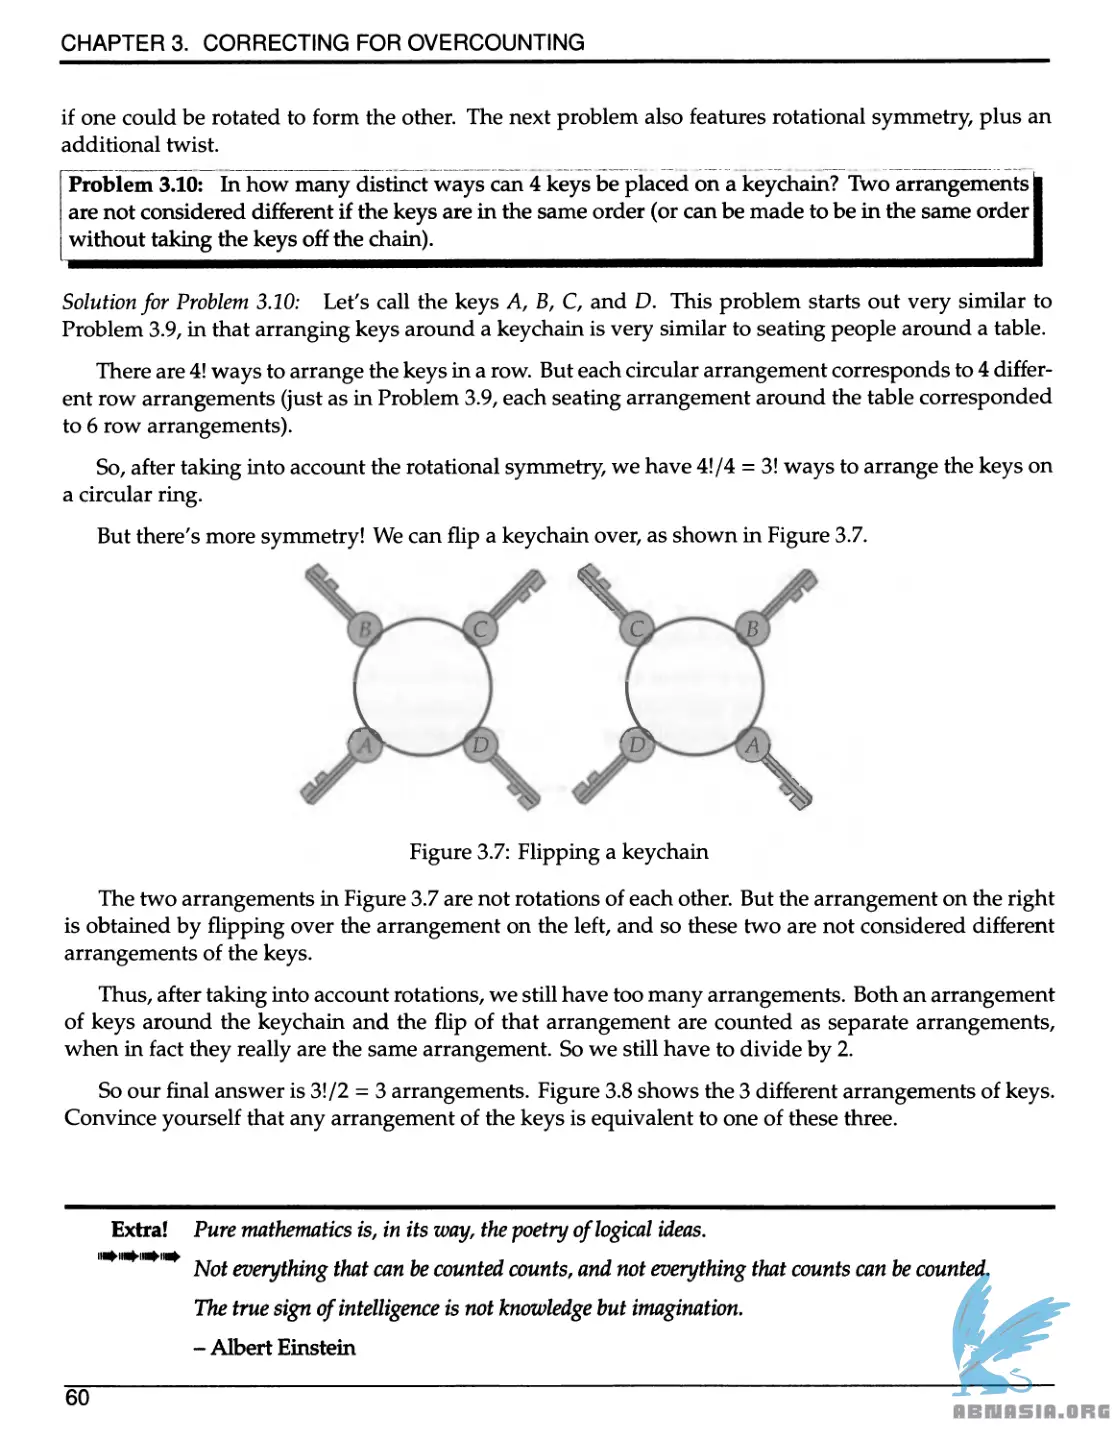 CHAPTER 3. CORRECTING FOR OVERCOUNTING
if one could be rotated to form the other. The next problem also features rotational symmetry, plus an
additional twist.
Problem 3.10: In how many distinct ways can 4 keys be placed on a keychain? Two arrangements
are not considered different if the keys are in the same order (or can be made to be in the same order
without taking the keys off the chain).
Solution for Problem 3.10: Let's call the keys A, B, C, and D. This problem starts out very similar to
Problem 3.9, in that arranging keys around a keychain is very similar to seating people around a table.
There are 4! ways to arrange the keys in a row. But each circular arrangement corresponds to 4 differ-
ent row arrangements (just as in Problem 3.9, each seating arrangement around the table corresponded
to 6 row arrangements).
So, after taking into account the rotational symmetry, we have 4!/4 = 3! ways to arrange the keys on
a circular ring.
But there's more symmetry! We can flip a keychain over, as shown in Figure 3.7.
B C C B
A D D A
Figure 3.7: Flipping a keychain
The two arrangements in Figure 3.7 are not rotations of each other. But the arrangement on the right
is obtained by flipping over the arrangement on the left, and so these two are not considered different
arrangements of the keys.
Thus, after taking into account rotations, we still have too many arrangements. Both an arrangement
of keys around the keychain and the flip of that arrangement are counted as separate arrangements,
when in fact they really are the same arrangement. So we still have to divide by 2.
So our final answer is 3!/2 = 3 arrangements. Figure 3.8 shows the 3 different arrangements of keys.
Convince yourself that any arrangement of the keys is equivalent to one of these three.
Extra! Pure mathematics is, in its way, the poetry of logical ideas.
Not everything that can be counted counts, and not everything that counts can be counted.
The true sign of intelligence is not knowledge but imagination.
– Albert Einstein
60
ABNASIA.ORG